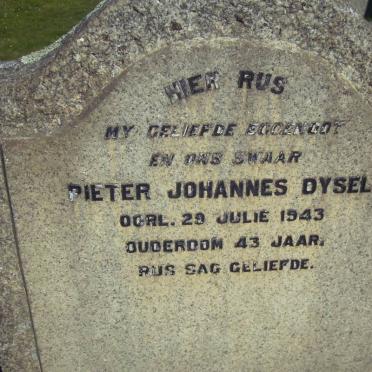 HIER RUS
MY GELIEFDE EGGENOOT
EN ONS SWAAR
PIETER JOHANNES DYSEL
OORL. 29 JULIE 1943
OUDERDOM 43 JAAR.
RUS SAG GELIEFDE.